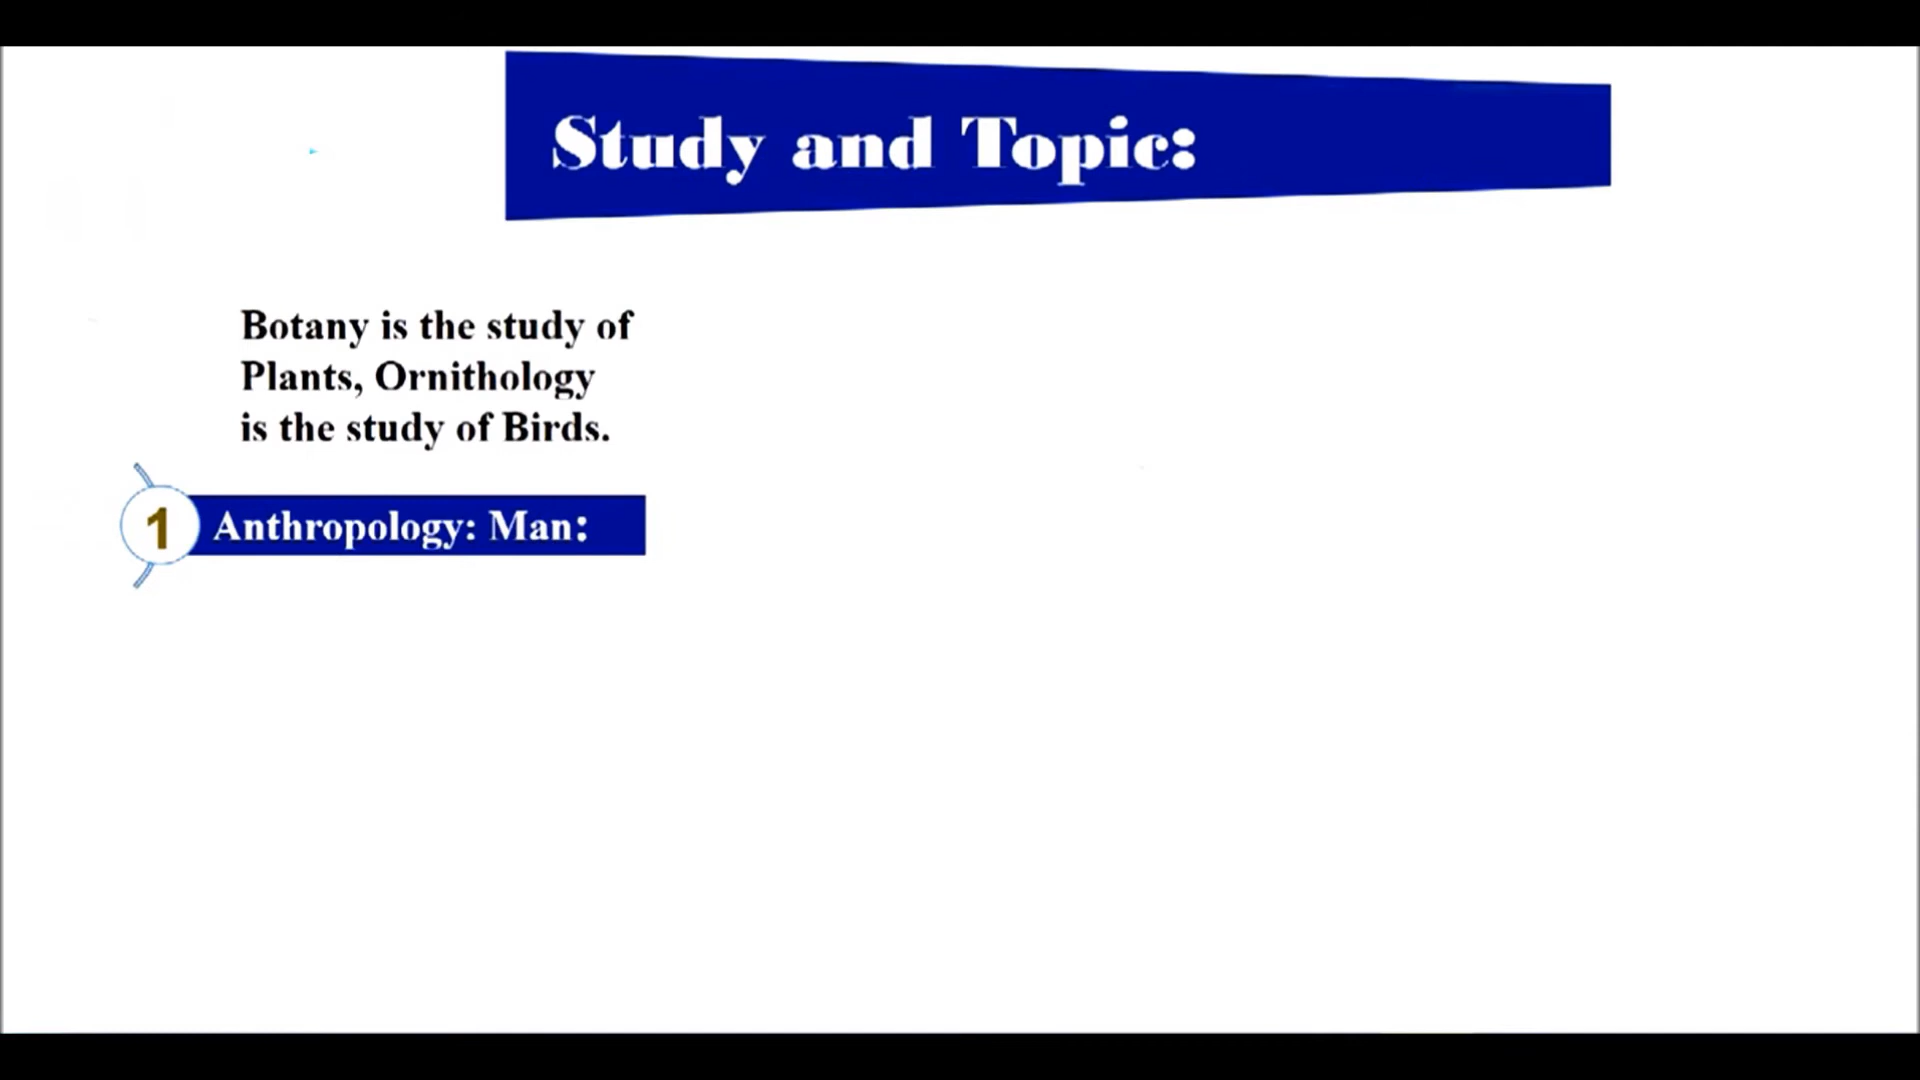 Study and Topic:
Botany is the study of
Plants, Ornithology
is the study of Birds.
1 Anthropology: Man: